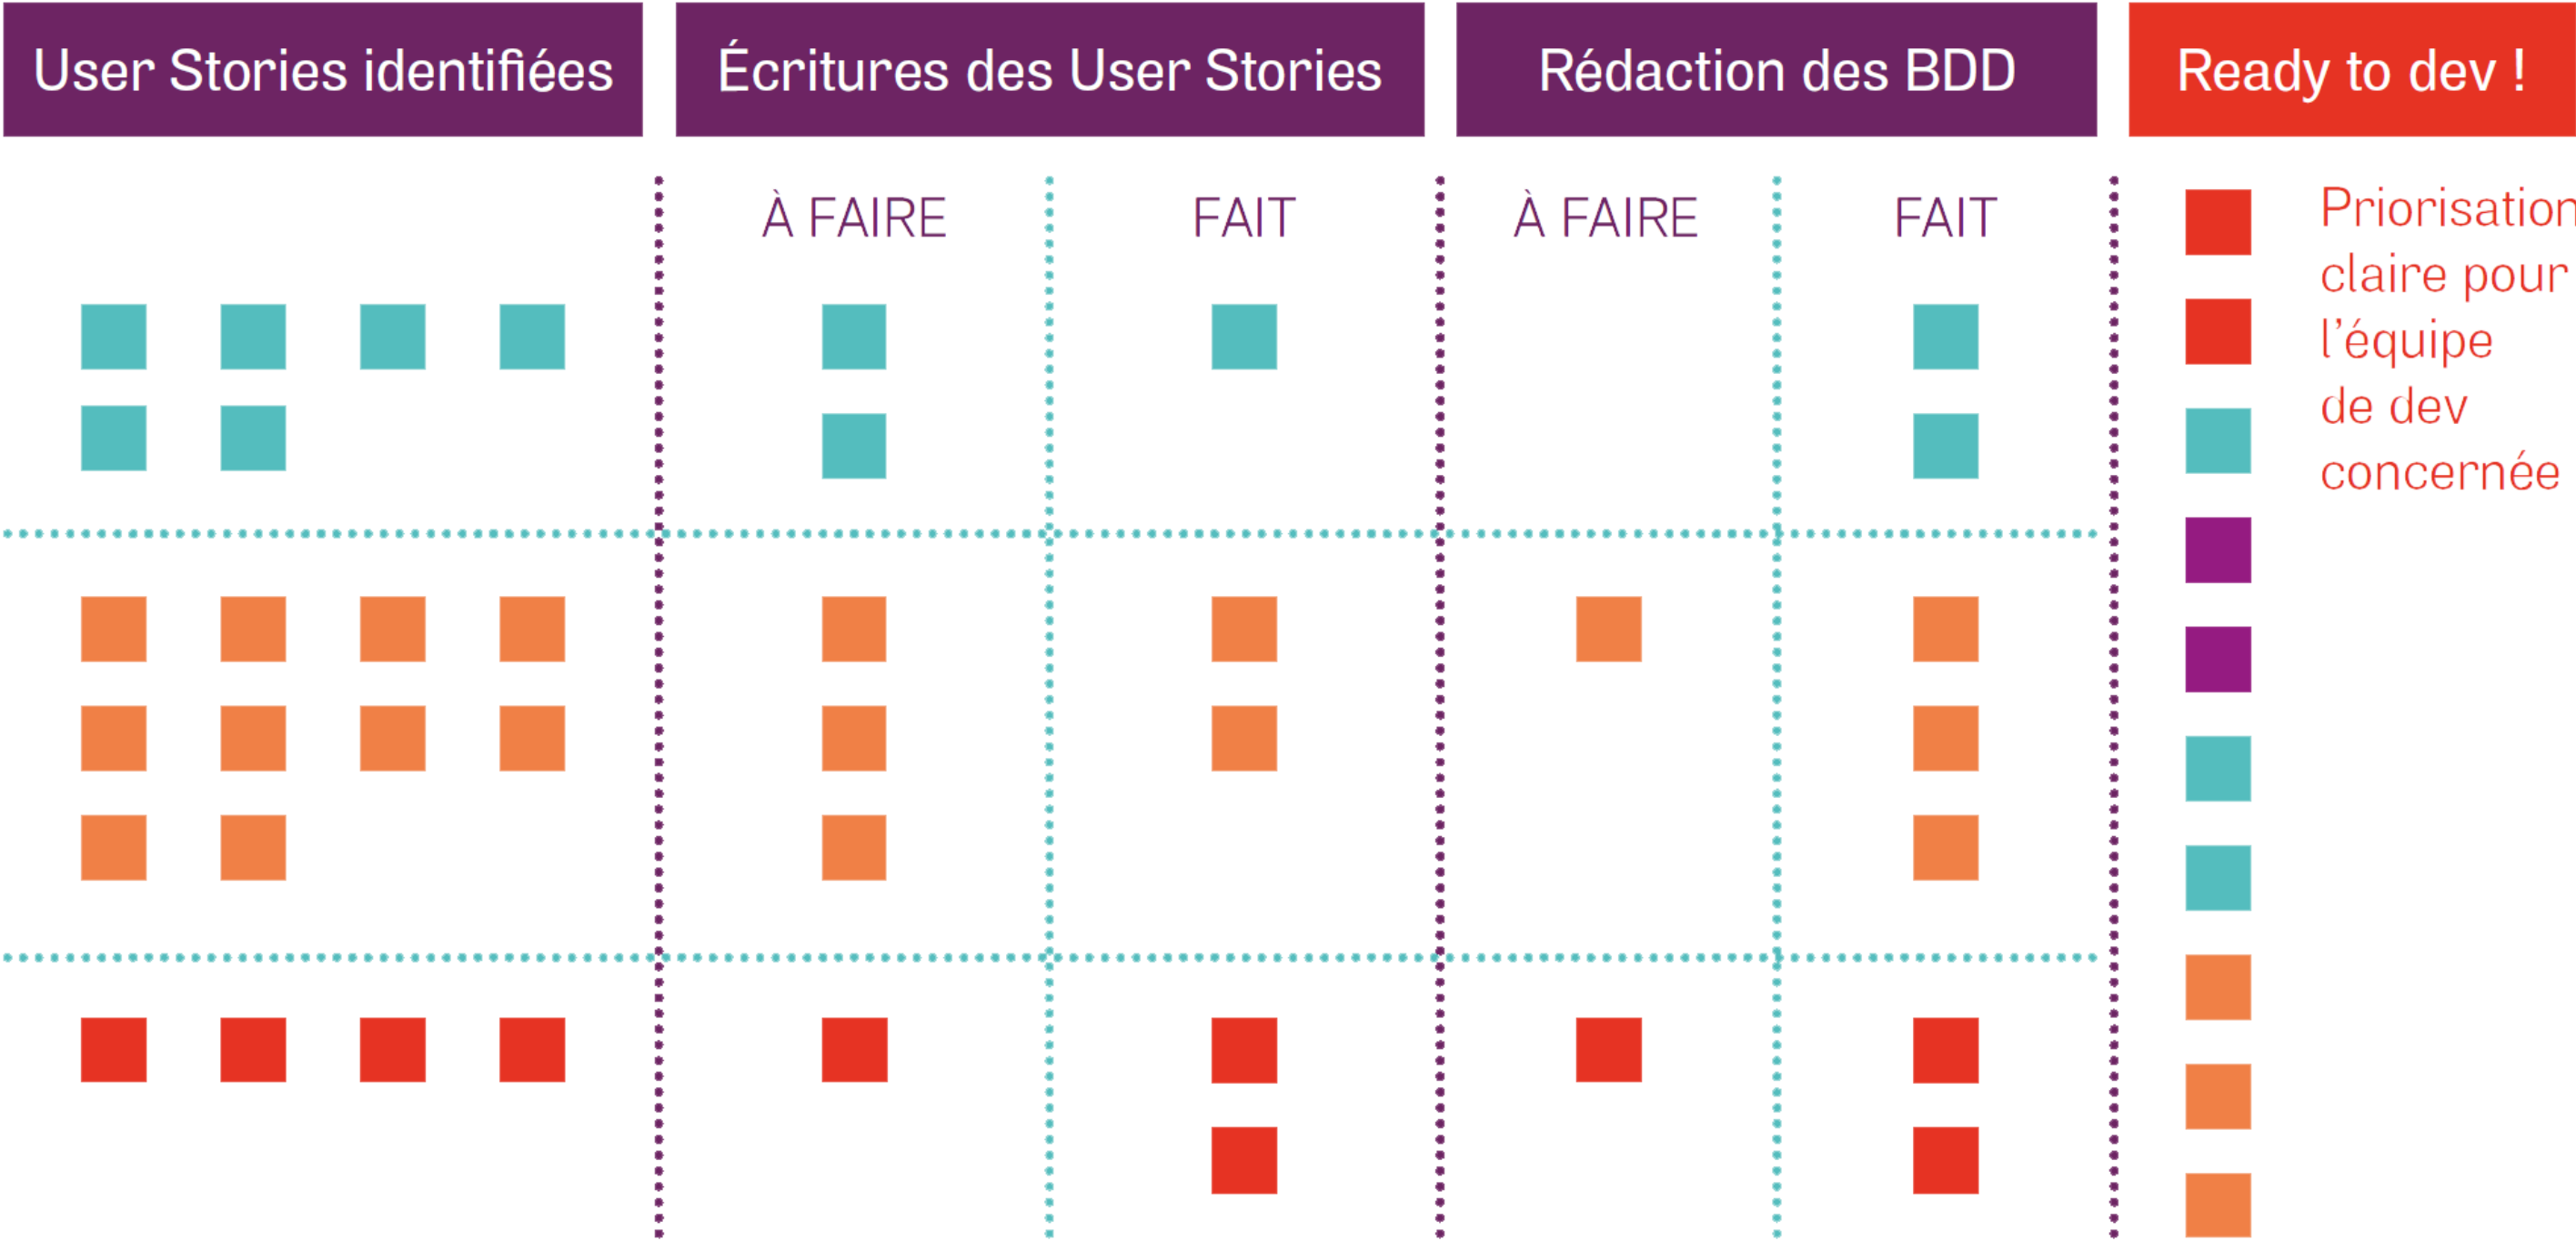 User Stories identifiées
Écritures des User Stories
Rédaction des BDD
Ready to dev !
À FAIRE
FAIT
À FAIRE
FAIT
Priorisation
claire pour
l’équipe
de dev
concernée